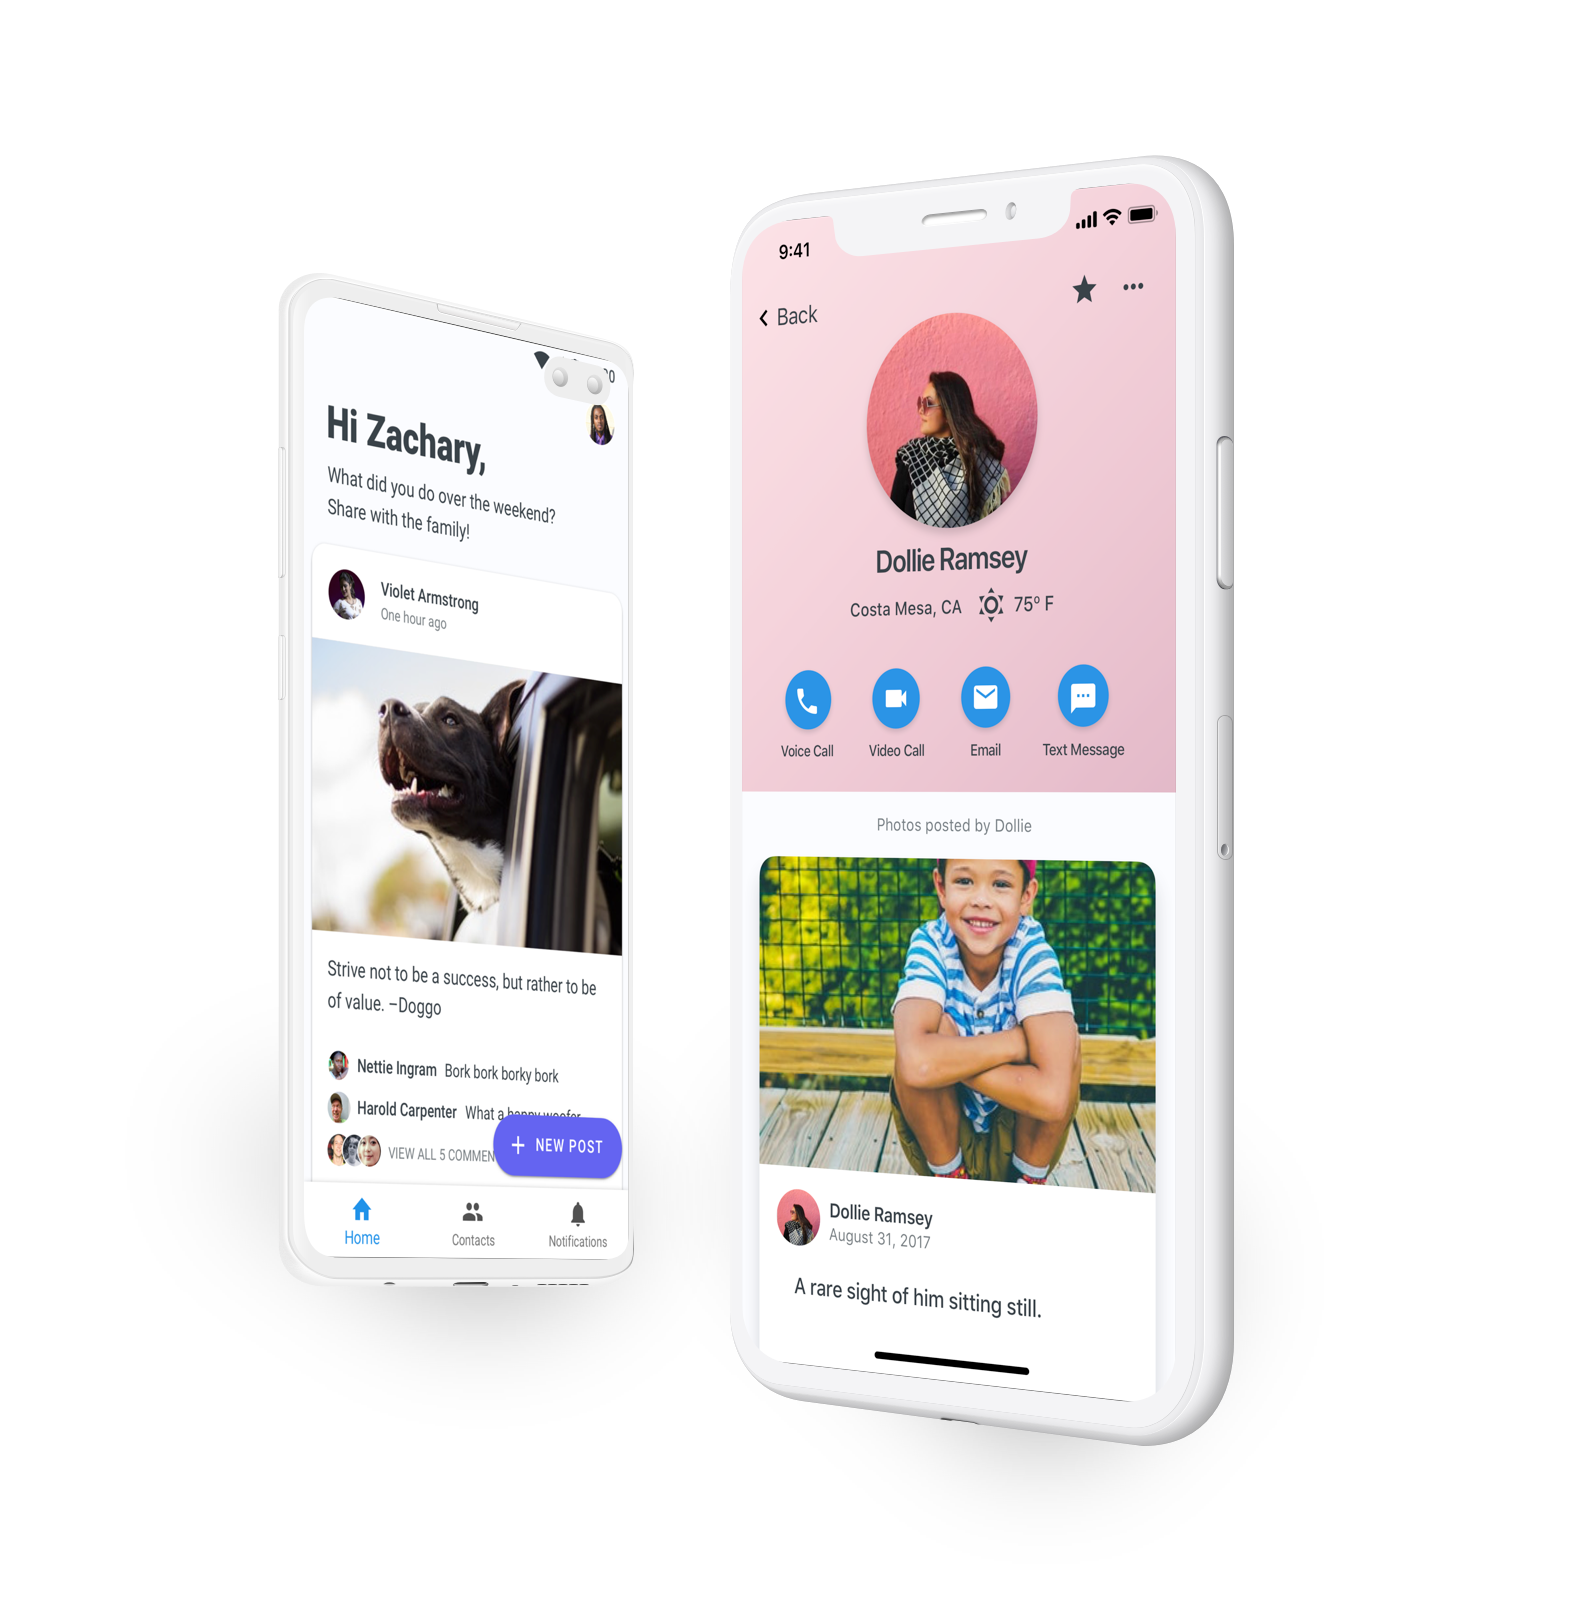 Hi Zachary,
What did you do over the weekend?
Share with the family!
Violet Armstrong
One hour ago
Strive not to be a success, but rather to be
of value. –Doggo
Nettie Ingram Bork bork borky bork
Harold Carpenter What a happy woofer
VIEW ALL 5 COMMEN
+ NEW POST
Home
Contacts
Notifications
9:41
Back
Dollie Ramsey
Costa Mesa, CA 75° F
Voice Call
Video Call
Email
Text Message
Photos posted by Dollie
Dollie Ramsey
August 31, 2017
A rare sight of him sitting still.